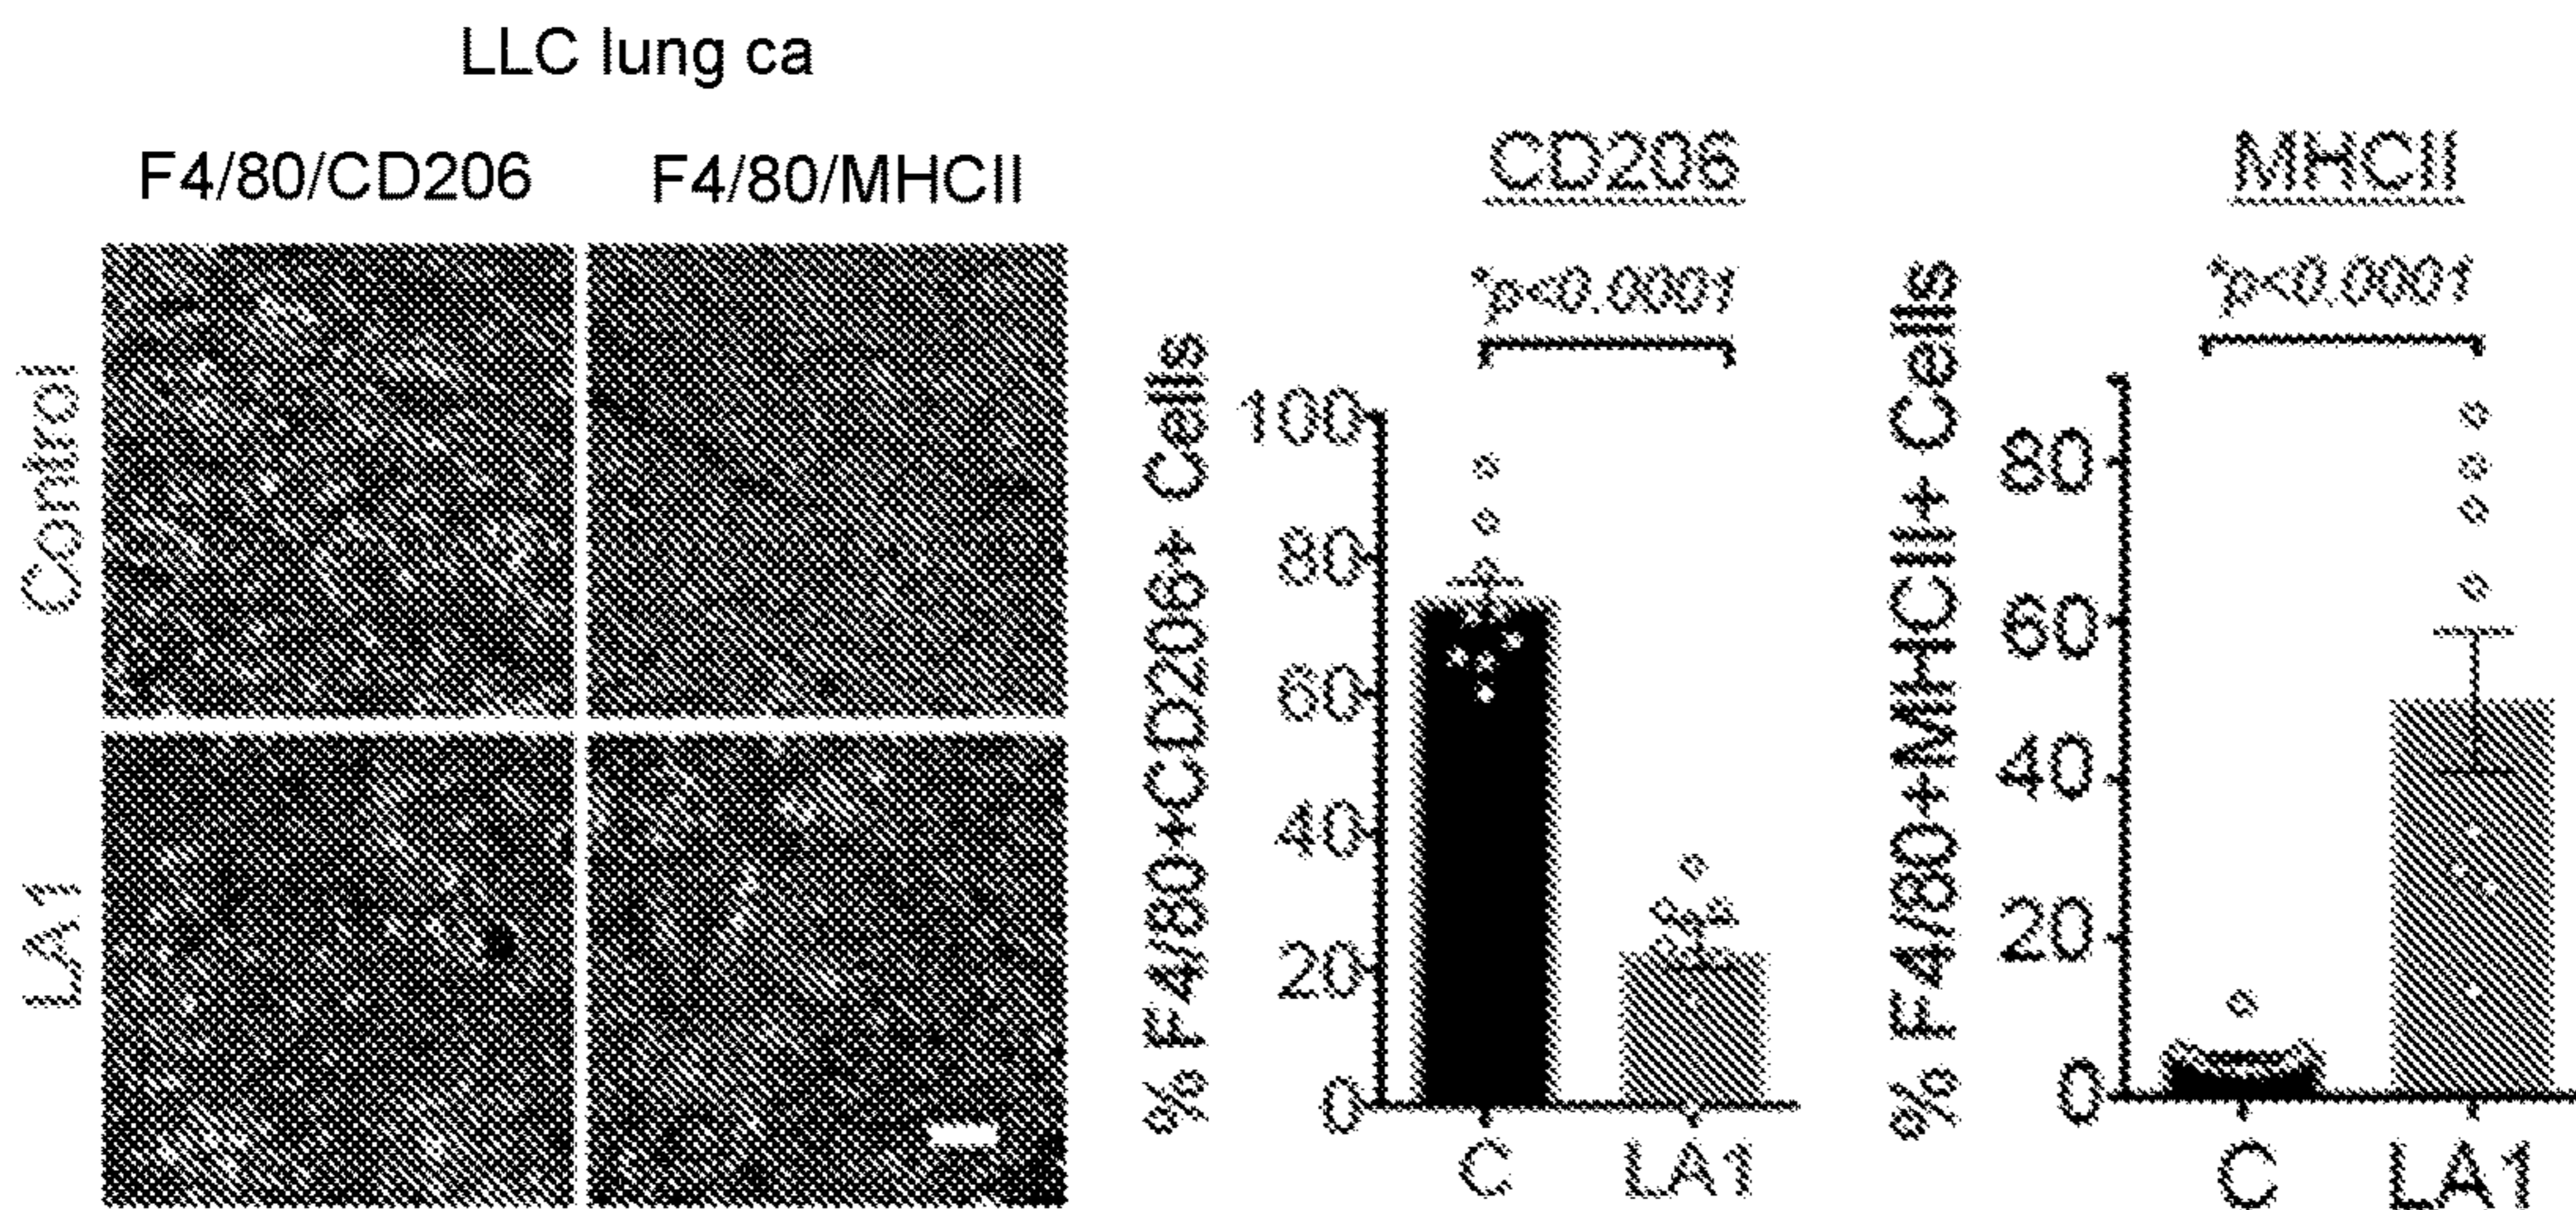 LLC lung ca
F4/80/CD206
F4/80/MHCII
Control
LA1
CD206
*p<0.0001
% F4/80+CD206+ Cells
100
80
60
40
20
0
C
LA1
MHCII
*p<0.0001
% F4/80+MHCII+ Cells
80
60
40
20
0
C
LA1